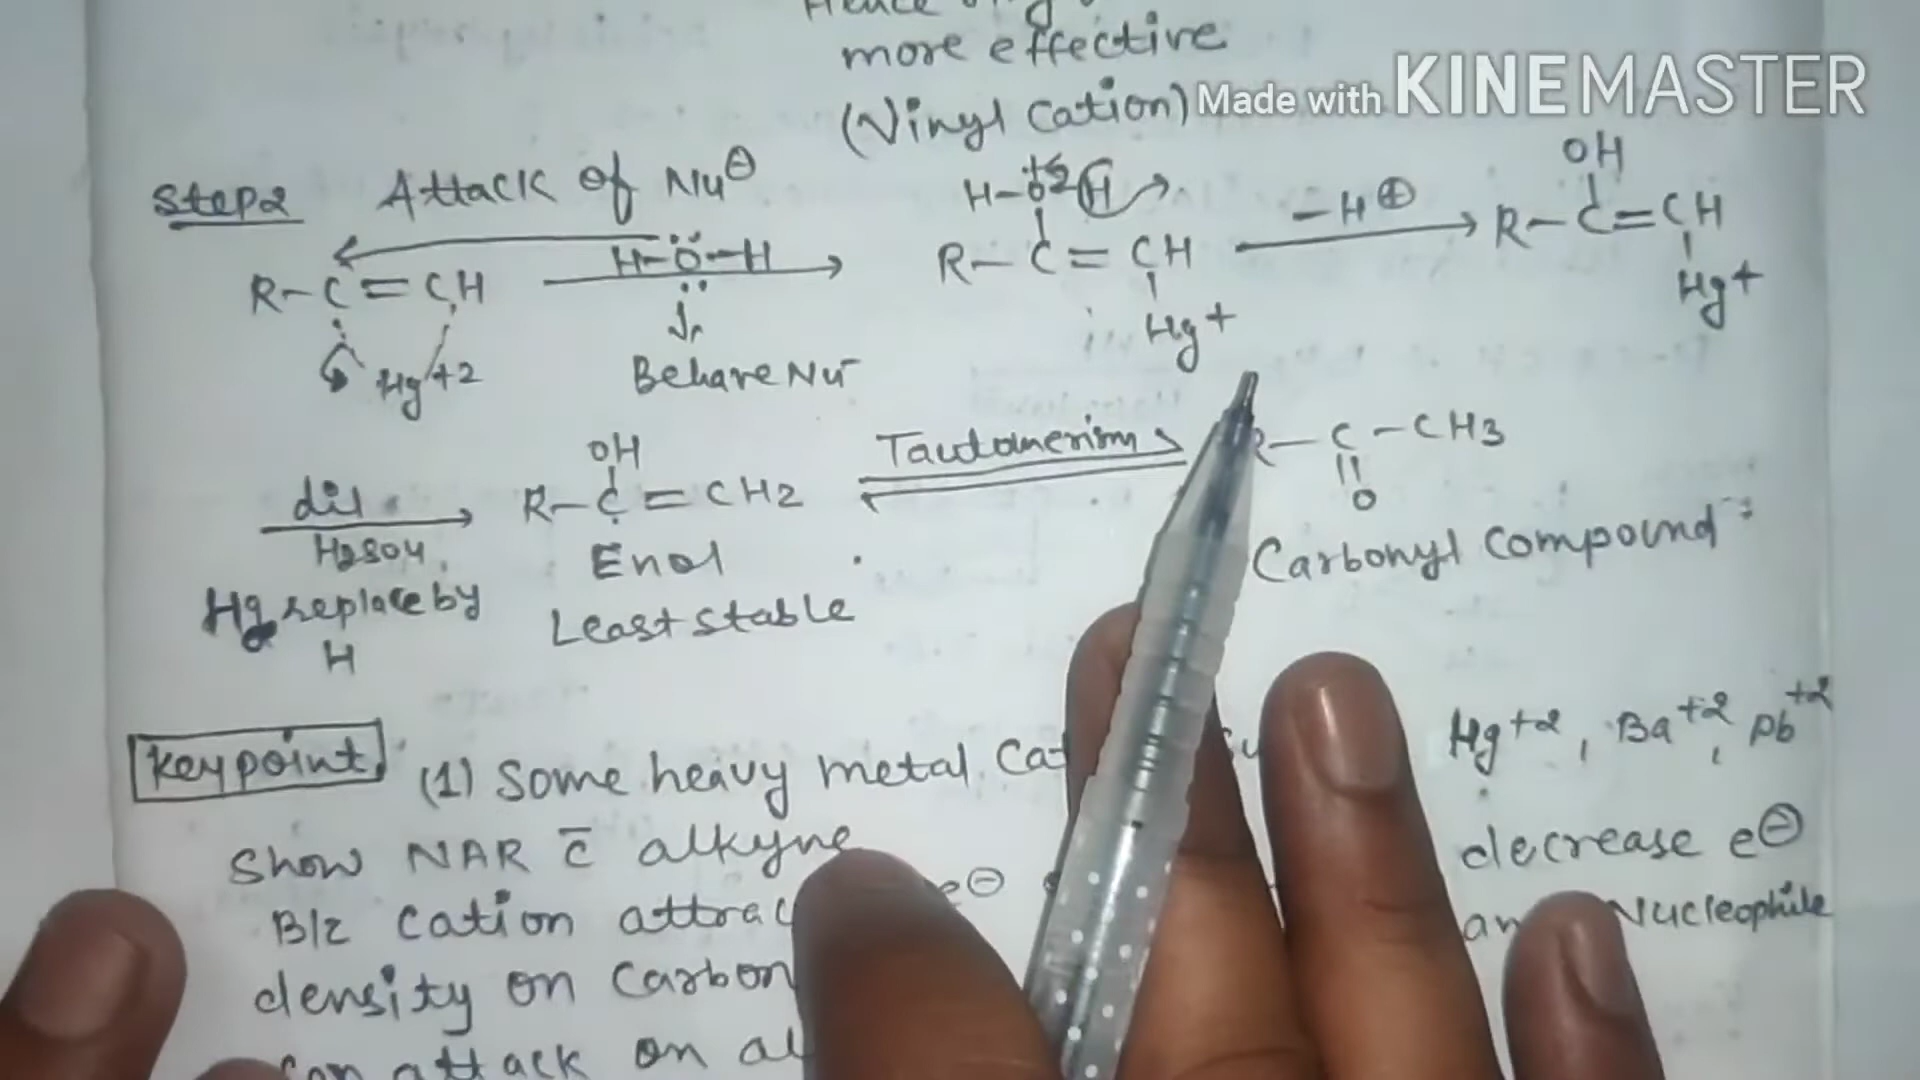 more effective
(Vinyl Cation)
Made with KINEMASTER
Step2 Attack of Nu⊖
R-C=CH
Hg+2
H-Ö-H
Behave Nu-
H-O H
R-C=CH
Hg+
-H⊕
OH
R-C=CH
Hg+
dil.
H2SO4
Hg replace by
H
OH
R-C=CH2
Enol
Least stable
Tautomerism
R-C-CH3
O
Carbonyl Compound
Keypoint (1) Some heavy metal Hg+2, Ba+2, Pb+2
Show NAR c̄ alkyne
B/z Cation e⊖ decrease e⊖
density on Carbon Nucleophile
attack on